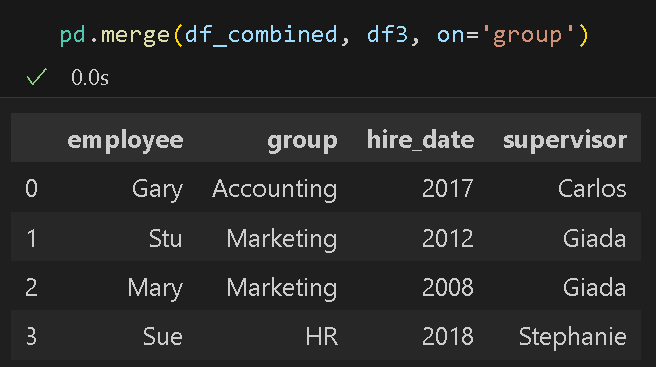 pd.merge(df_combined, df3, on='group')
✓ 0.0s
employee group hire_date supervisor
0 Gary Accounting 2017 Carlos
1 Stu Marketing 2012 Giada
2 Mary Marketing 2008 Giada
3 Sue HR 2018 Stephanie